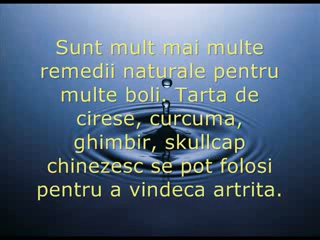 Sunt mult mai multe
remedii naturale pentru
multe boli. Tarta de
cirese, curcuma,
ghimbir, skullcap
chinezesc se pot folosi
pentru a vindeca artrita.